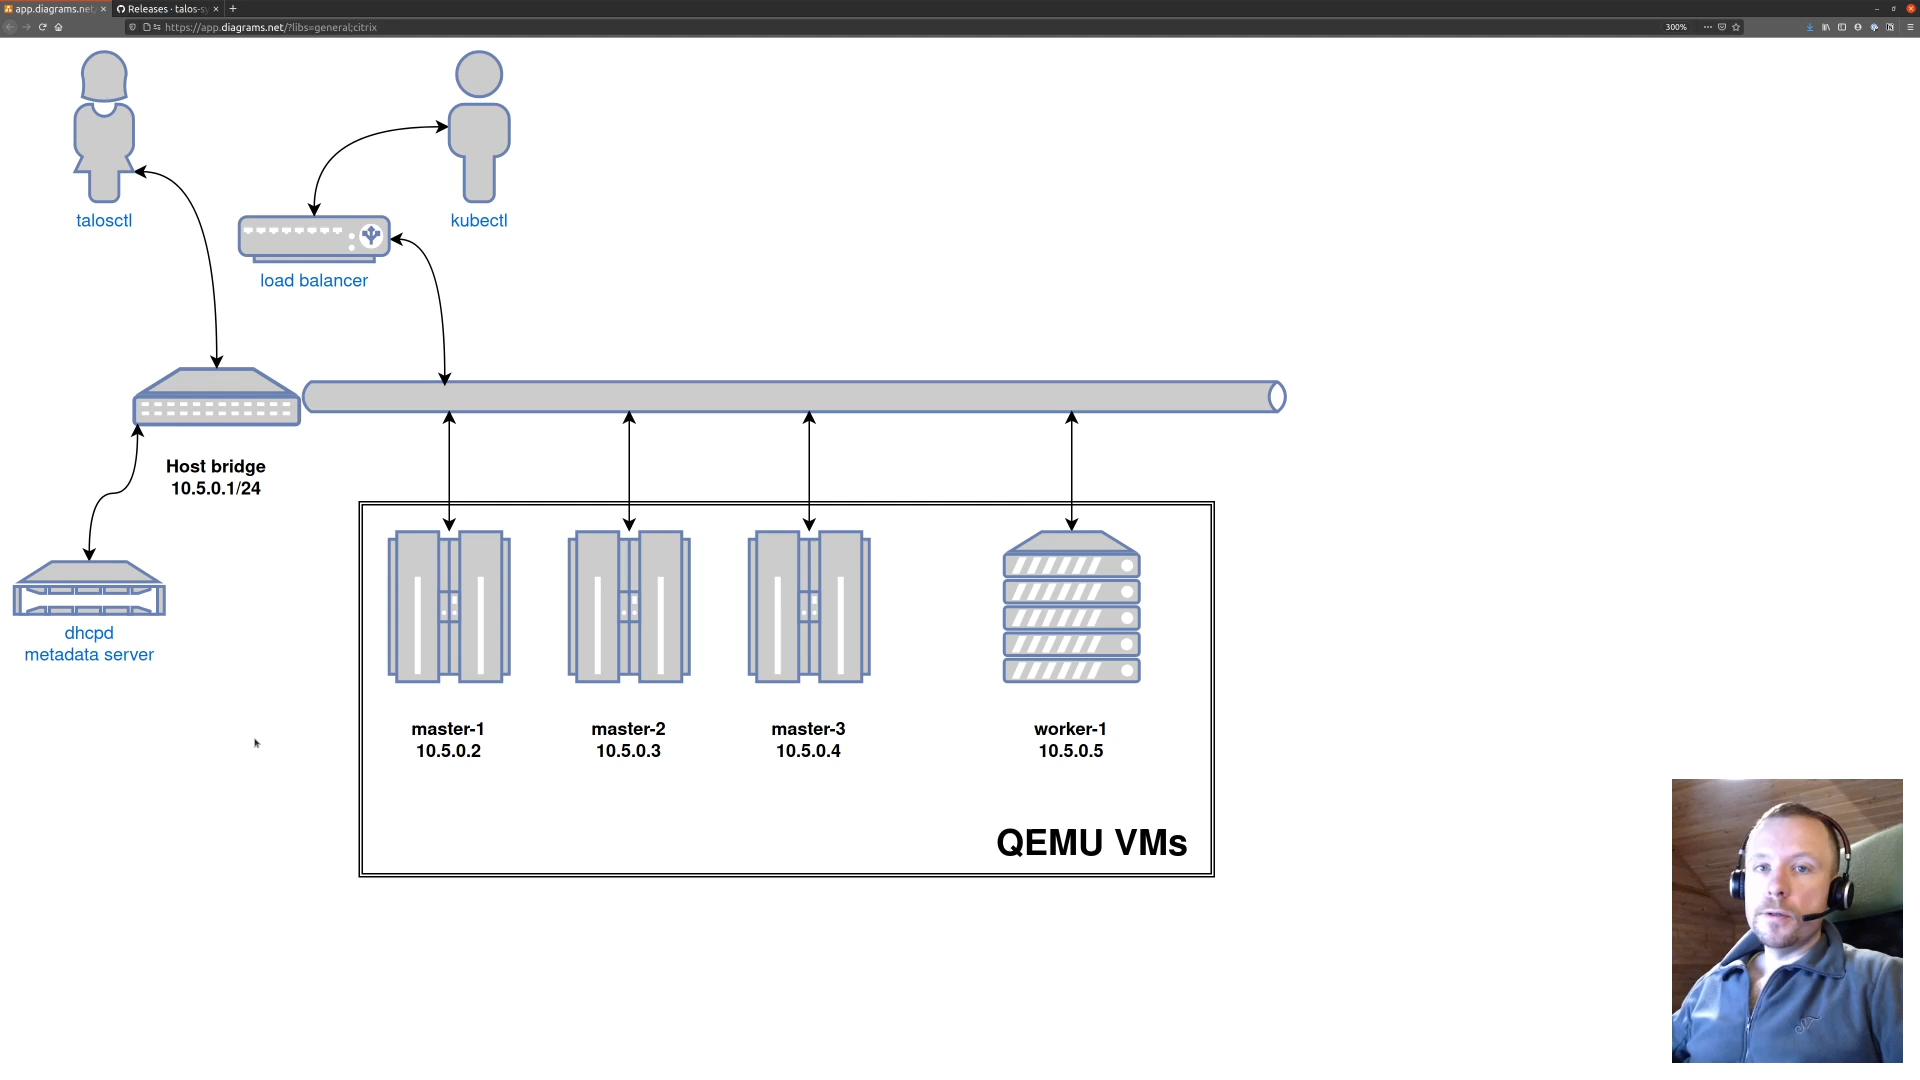 app.diagrams.net
Releases · talos-sy
https://app.diagrams.net/?libs=general;citrix
300%
talosctl
kubectl
load balancer
Host bridge
10.5.0.1/24
dhcpd
metadata server
master-1
10.5.0.2
master-2
10.5.0.3
master-3
10.5.0.4
worker-1
10.5.0.5
QEMU VMs